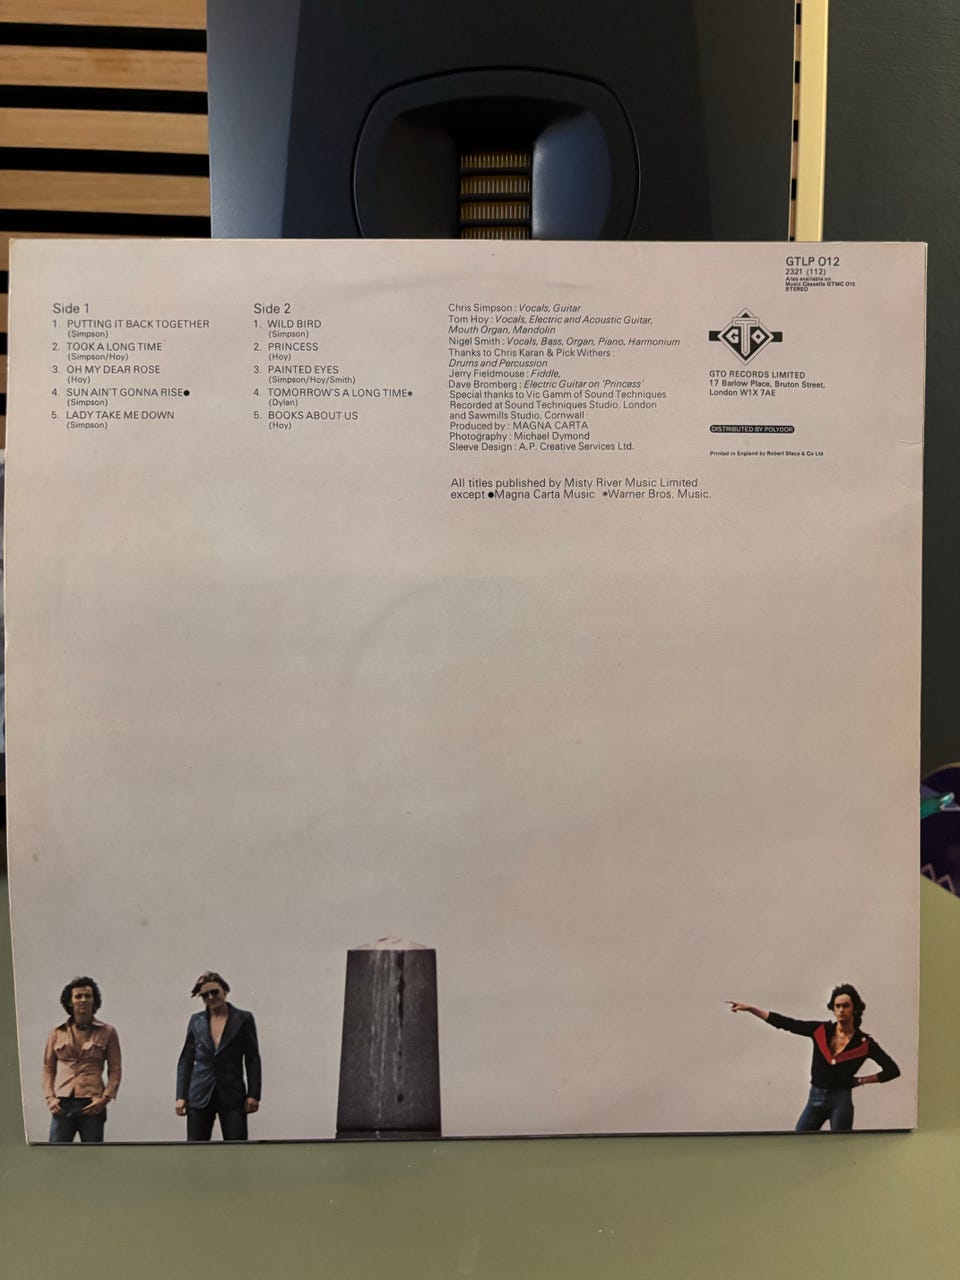 Side 1
1. PUTTING IT BACK TOGETHER
(Simpson)
2. TOOK A LONG TIME
(Simpson/Hoy)
3. OH MY DEAR ROSE
(Hoy)
4. SUN AIN'T GONNA RISE●
(Simpson)
5. LADY TAKE ME DOWN
(Simpson)
Side 2
1. WILD BIRD
(Simpson)
2. PRINCESS
(Hoy)
3. PAINTED EYES
(Simpson/Hoy/Smith)
4. TOMORROW'S A LONG TIME*
(Dylan)
5. BOOKS ABOUT US
(Hoy)
Chris Simpson : Vocals, Guitar
Tom Hoy : Vocals, Electric and Acoustic Guitar,
Mouth Organ, Mandolin
Nigel Smith : Vocals, Bass, Organ, Piano, Harmonium
Thanks to Chris Karan & Pick Withers :
Drums and Percussion
Jerry Fieldmouse : Fiddle,
Dave Bromberg : Electric Guitar on 'Princess'
Special thanks to Vic Gamm of Sound Techniques
Recorded at Sound Techniques Studio, London
and Sawmills Studio, Cornwall
Produced by : MAGNA CARTA
Photography : Michael Dymond
Sleeve Design : A.P. Creative Services Ltd.
All titles published by Misty River Music Limited
except ●Magna Carta Music *Warner Bros. Music.
GTLP 012
2321 (112)
Also available on
Music Cassette GTMC 012
STEREO
GTO
GTO RECORDS LIMITED
17 Barlow Place, Bruton Street,
London W1X 7AE
DISTRIBUTED BY POLYDOR
Printed in England by Robert Stace & Co Ltd